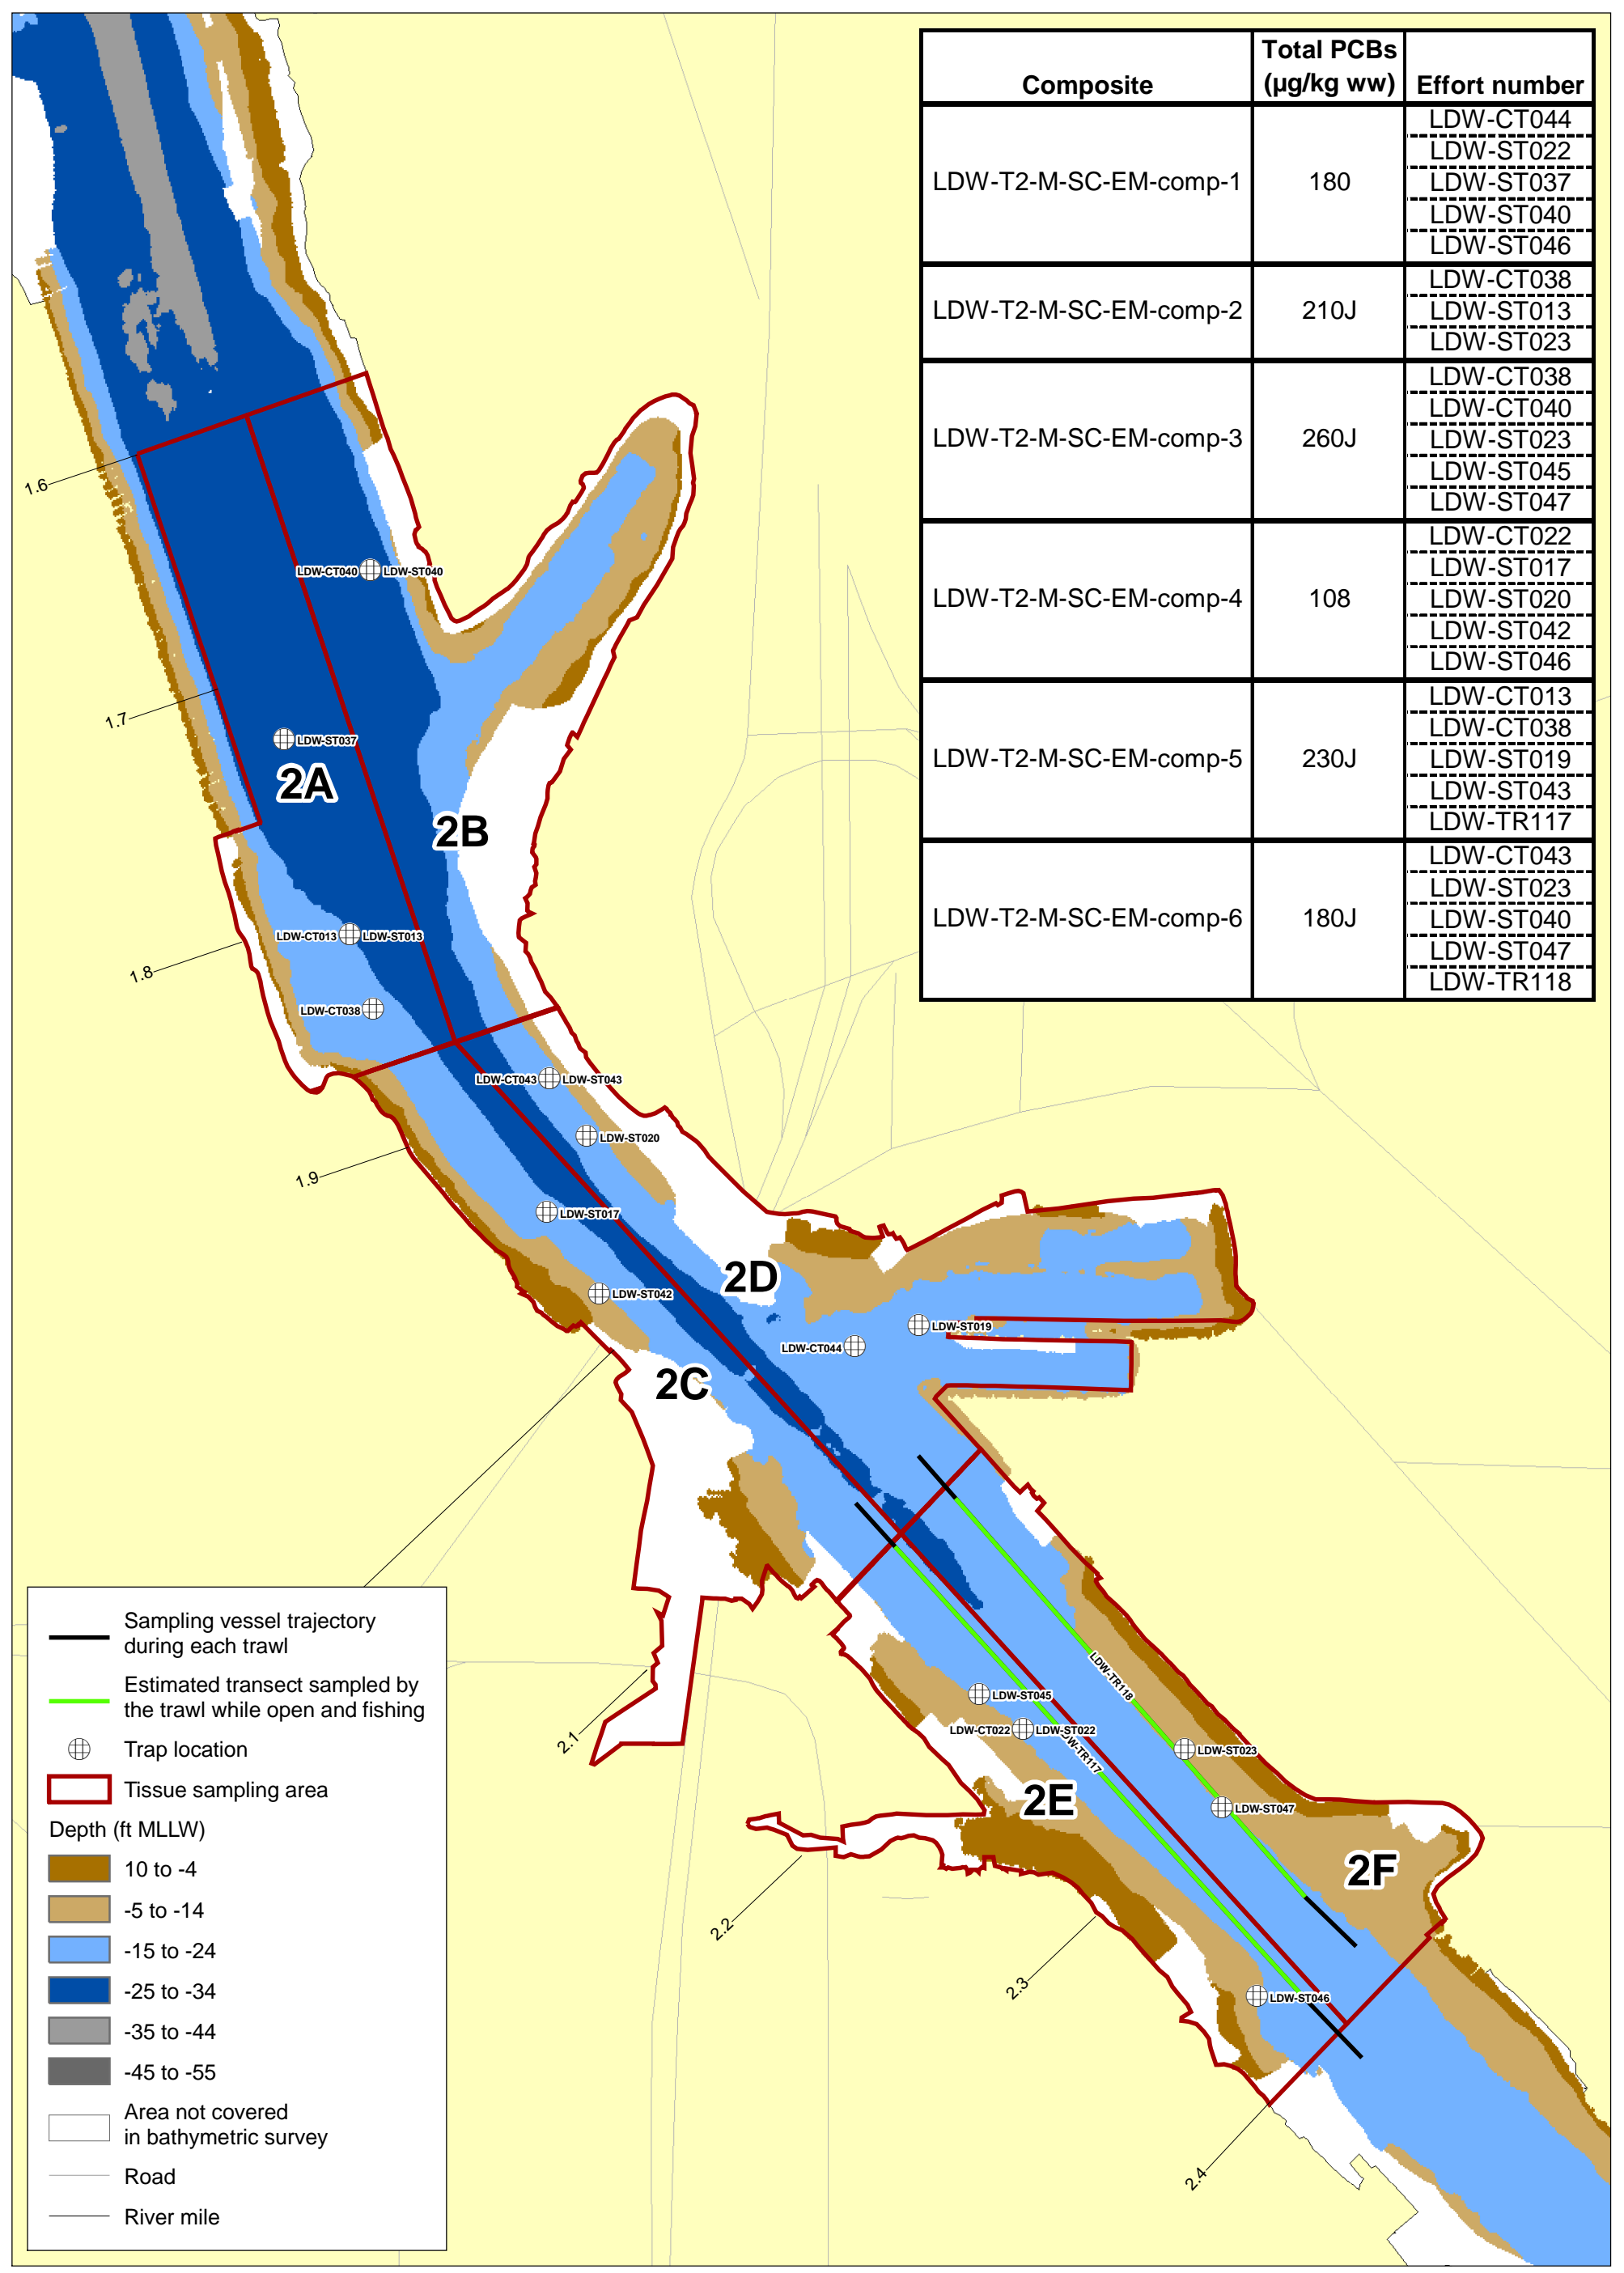 Total PCBs
Composite (µg/kg ww) Effort number
LDW-T2-M-SC-EM-comp-1 180
LDW-CT044
LDW-ST022
LDW-ST037
LDW-ST040
LDW-ST046
LDW-T2-M-SC-EM-comp-2 210J
LDW-CT038
LDW-ST013
LDW-ST023
LDW-T2-M-SC-EM-comp-3 260J
LDW-CT038
LDW-CT040
LDW-ST023
LDW-ST045
LDW-ST047
LDW-T2-M-SC-EM-comp-4 108
LDW-CT022
LDW-ST017
LDW-ST020
LDW-ST042
LDW-ST046
LDW-T2-M-SC-EM-comp-5 230J
LDW-CT013
LDW-CT038
LDW-ST019
LDW-ST043
LDW-TR117
LDW-T2-M-SC-EM-comp-6 180J
LDW-CT043
LDW-ST023
LDW-ST040
LDW-ST047
LDW-TR118
1.6
LDW-CT040 LDW-ST040
1.7
LDW-ST037
2A
2B
LDW-CT013 LDW-ST013
1.8
LDW-CT038
LDW-CT043 LDW-ST043
LDW-ST020
1.9
LDW-ST017
2D
LDW-ST042
LDW-ST019
LDW-CT044
2C
LDW-TR118
LDW-ST045
LDW-CT022 LDW-ST022
LDW-TR117
LDW-ST023
2.1
2E
LDW-ST047
2F
2.2
2.3
LDW-ST046
2.4
Sampling vessel trajectory
during each trawl
Estimated transect sampled by
the trawl while open and fishing
Trap location
Tissue sampling area
Depth (ft MLLW)
10 to -4
-5 to -14
-15 to -24
-25 to -34
-35 to -44
-45 to -55
Area not covered
in bathymetric survey
Road
River mile